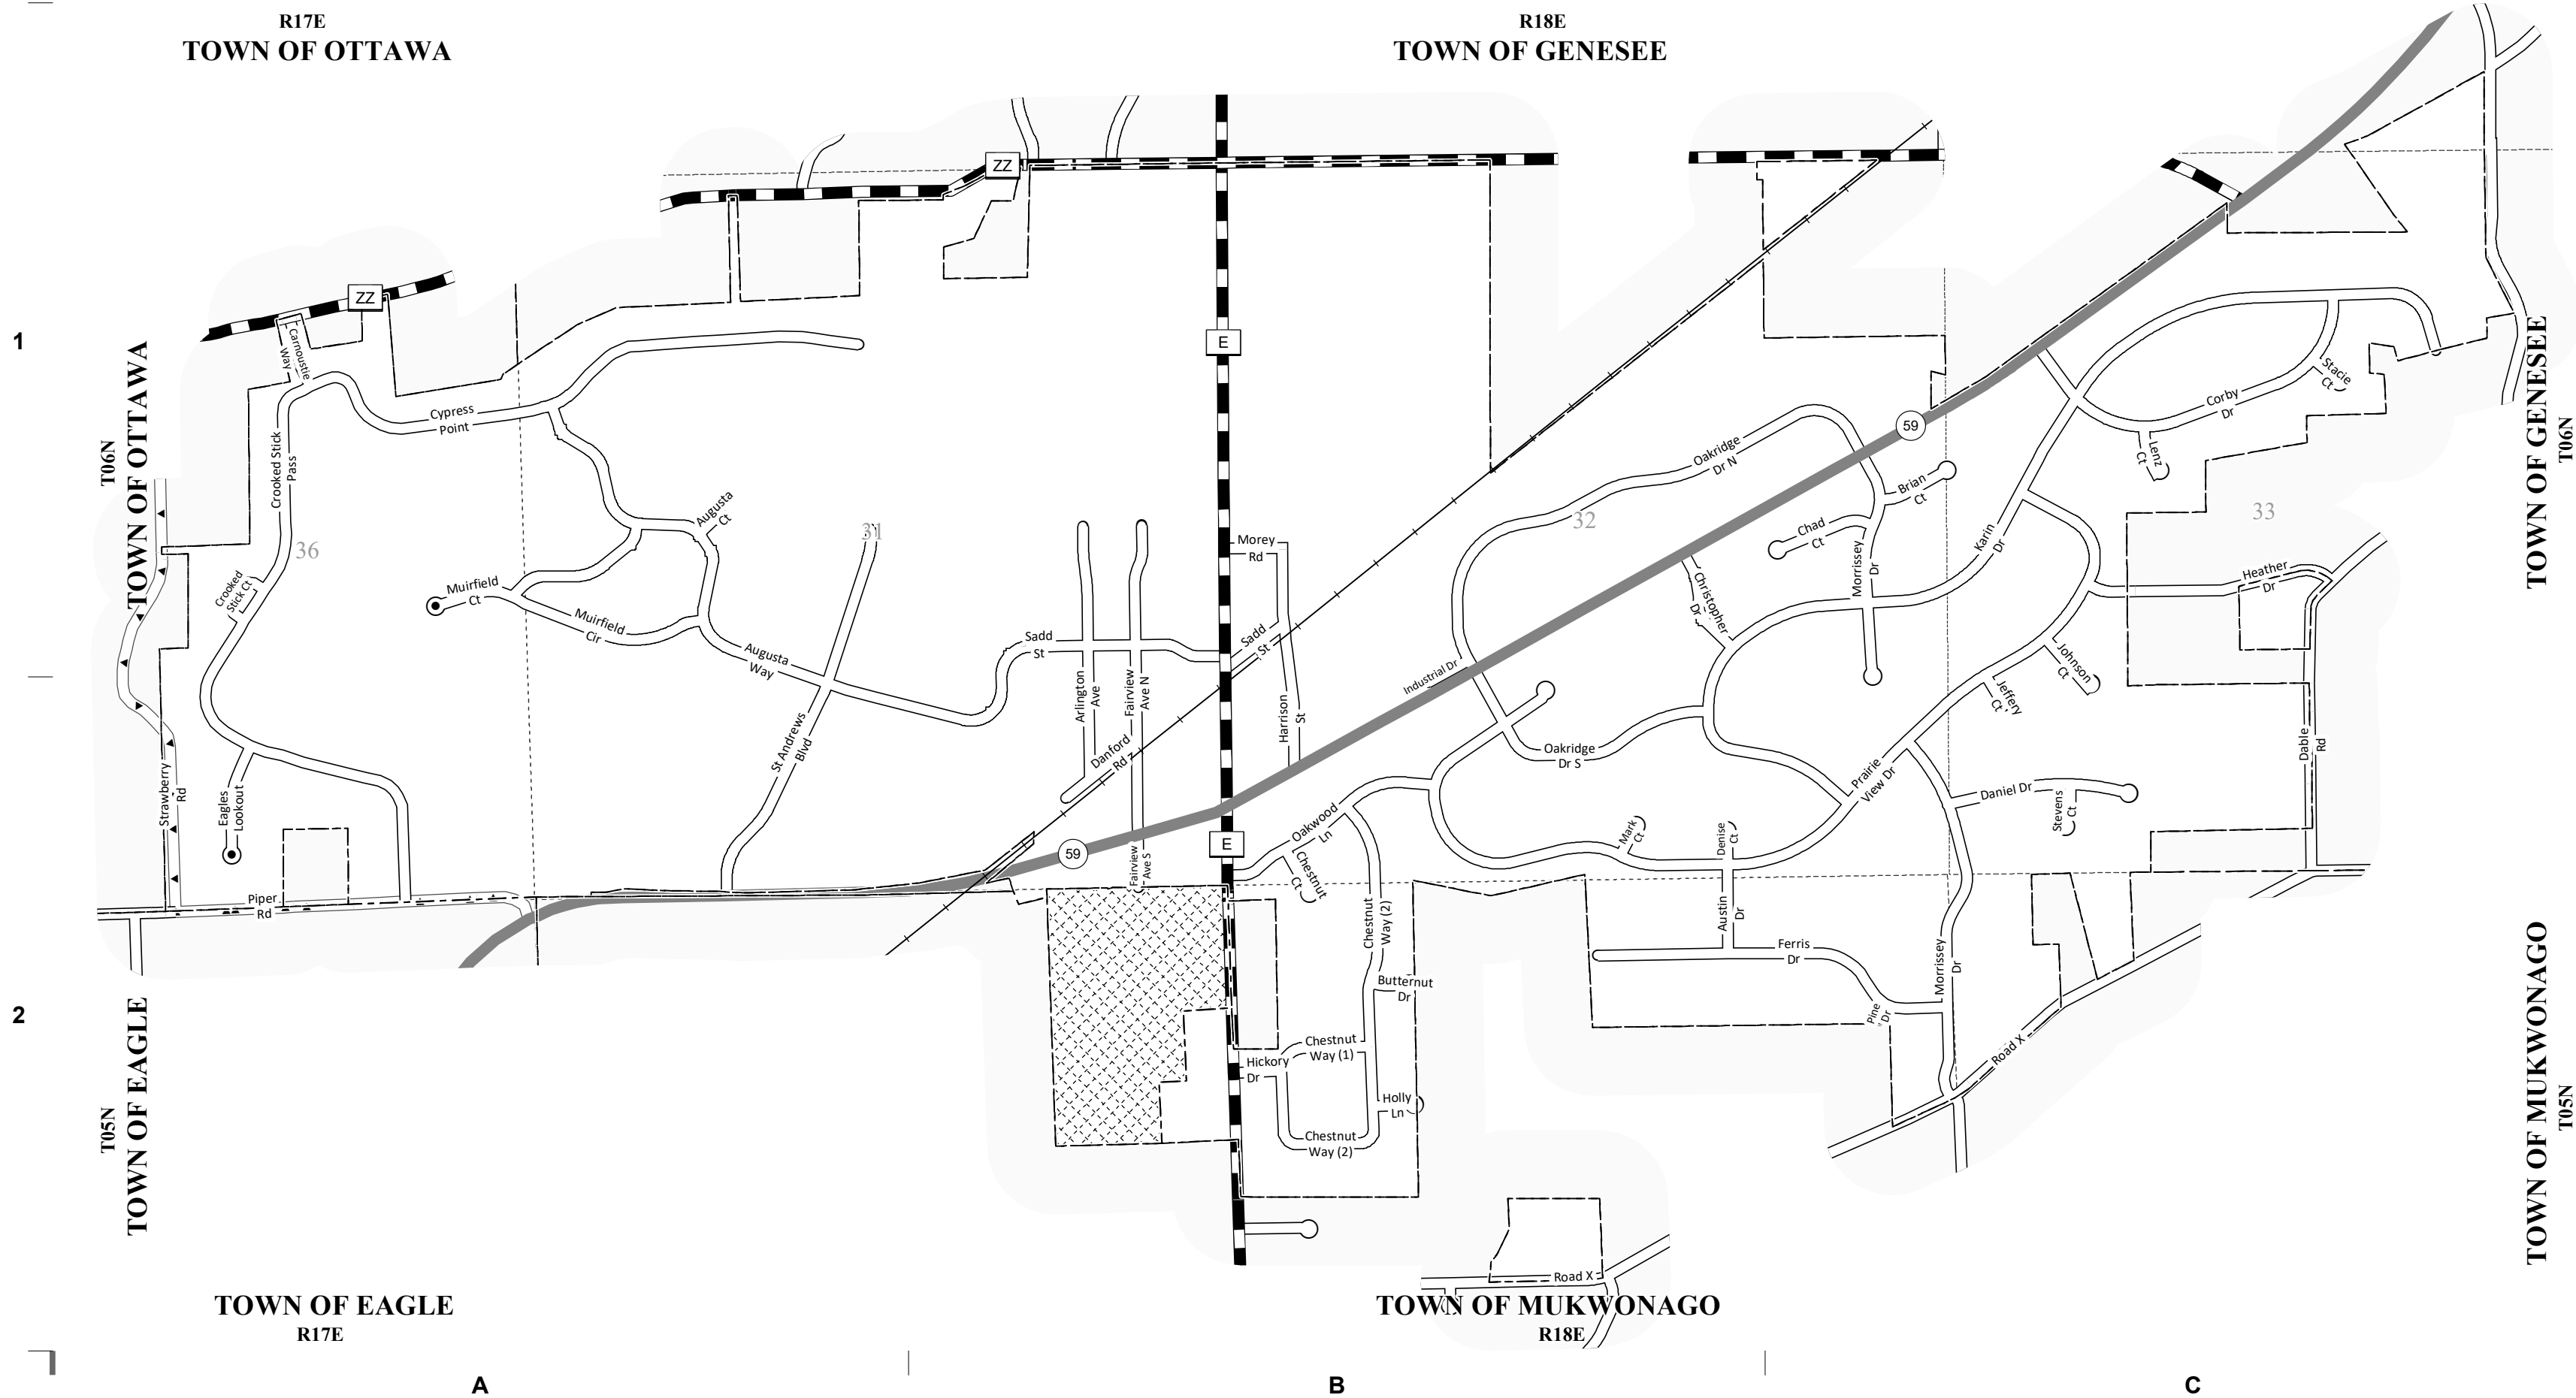 R17E
TOWN OF OTTAWA
R18E
TOWN OF GENESEE
ZZ
ZZ
1
TOWN OF OTTAWA
T06N
TOWN OF GENESEE
T06N
E
Carnoustie
Way
Stacie
Ct
Corby
Dr
Cypress
Point
59
Crooked Stick
Pass
Oakridge
Dr N
Lenz
Ct
Brian
Ct
Augusta
Ct
31
32
33
36
Chad
Ct
Karin
Dr
Morey
Rd
Morrissey
Dr
Heather
Dr
Crooked
Stick Ct
Muirfield
Ct
Christopher
Dr
Muirfield
Cir
Sadd
St
Sadd
St
Augusta
Way
Industrial Dr
Johnson
Ct
Jeffery
Ct
Arlington
Ave
Fairview
Ave N
Harrison
St
St Andrews
Blvd
Danford
Rd
Oakridge
Dr S
Dable
Rd
Prairie
View Dr
Strawberry
Rd
Eagles
Lookout
Daniel Dr
Stevens
Ct
Oakwood
Ln
Mark
Ct
Denise
Ct
E
59
Fairview
Ave S
Chestnut
Ct
Piper
Rd
Austin
Dr
Chestnut
Way (2)
Ferris
Dr
Morrissey
Dr
Butternut
Dr
Pine
Dr
2
TOWN OF EAGLE
T05N
TOWN OF MUKWONAGO
T05N
Chestnut
Way (1)
Hickory
Dr
Road X
Holly
Ln
Chestnut
Way (2)
Road X
TOWN OF EAGLE
R17E
TOWN OF MUKWONAGO
R18E
A
B
C